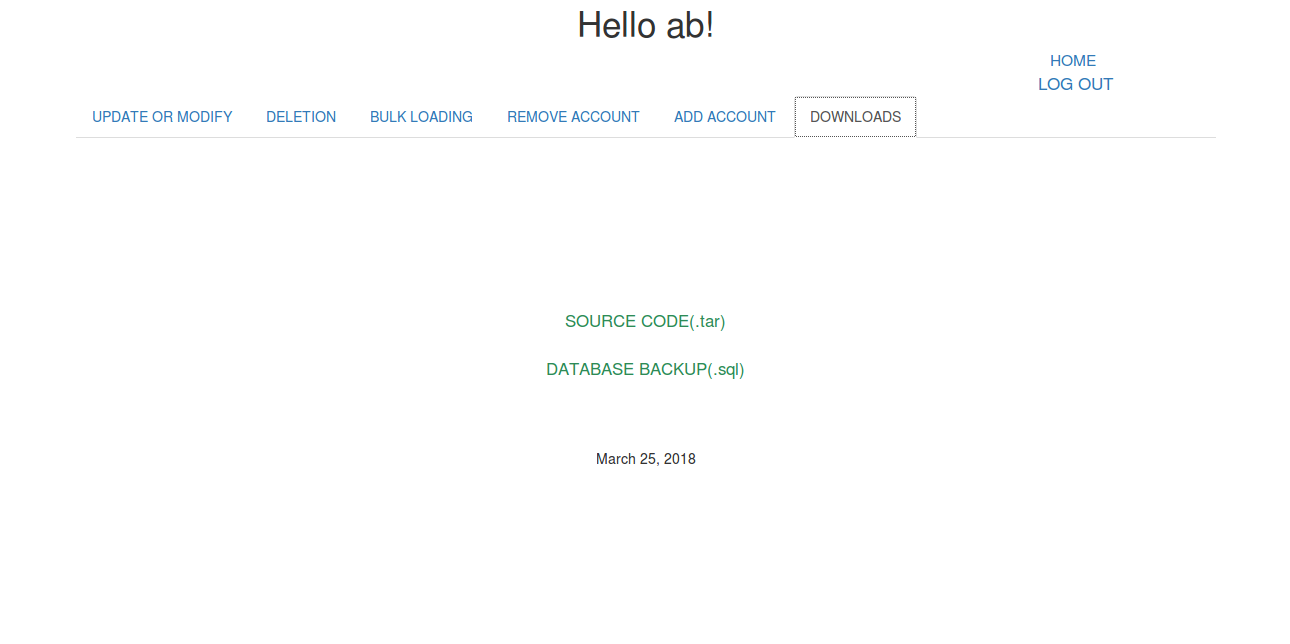 Hello ab!
HOME
LOG OUT
UPDATE OR MODIFY DELETION BULK LOADING REMOVE ACCOUNT ADD ACCOUNT DOWNLOADS
SOURCE CODE(.tar)
DATABASE BACKUP(.sql)
March 25, 2018